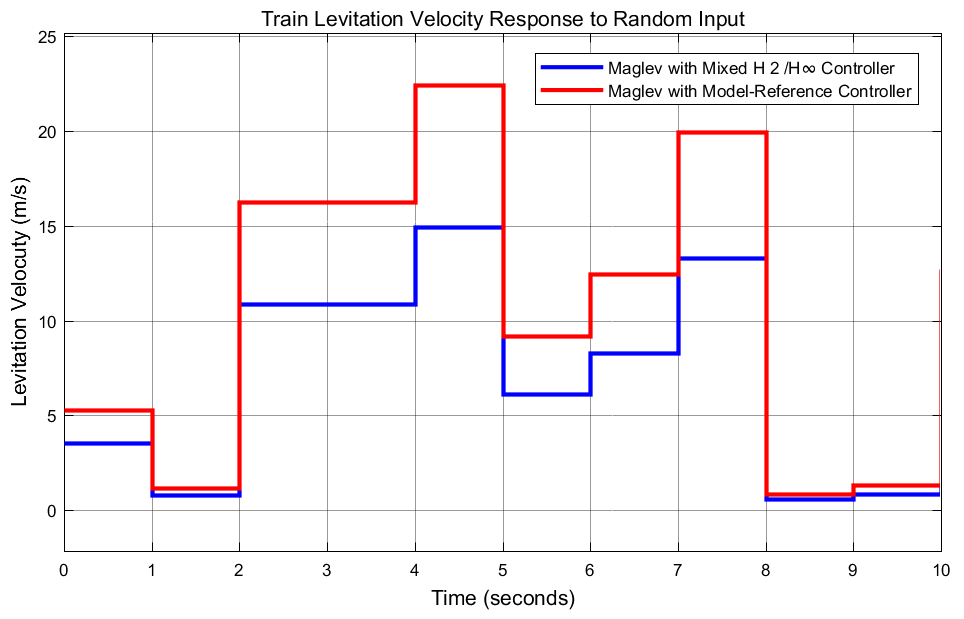 Train Levitation Velocity Response to Random Input
Maglev with Mixed H 2 /H∞ Controller
Maglev with Model-Reference Controller
Levitation Velocuty (m/s)
25
20
15
10
5
0
0 1 2 3 4 5 6 7 8 9 10
Time (seconds)